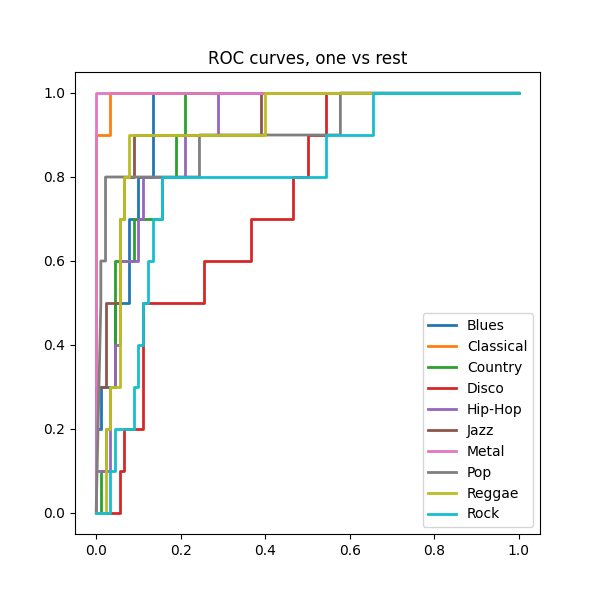 ROC curves, one vs rest
1.0
0.8
0.6
0.4
0.2
0.0
Blues
Classical
Country
Disco
Hip-Hop
Jazz
Metal
Pop
Reggae
Rock
0.0 0.2 0.4 0.6 0.8 1.0